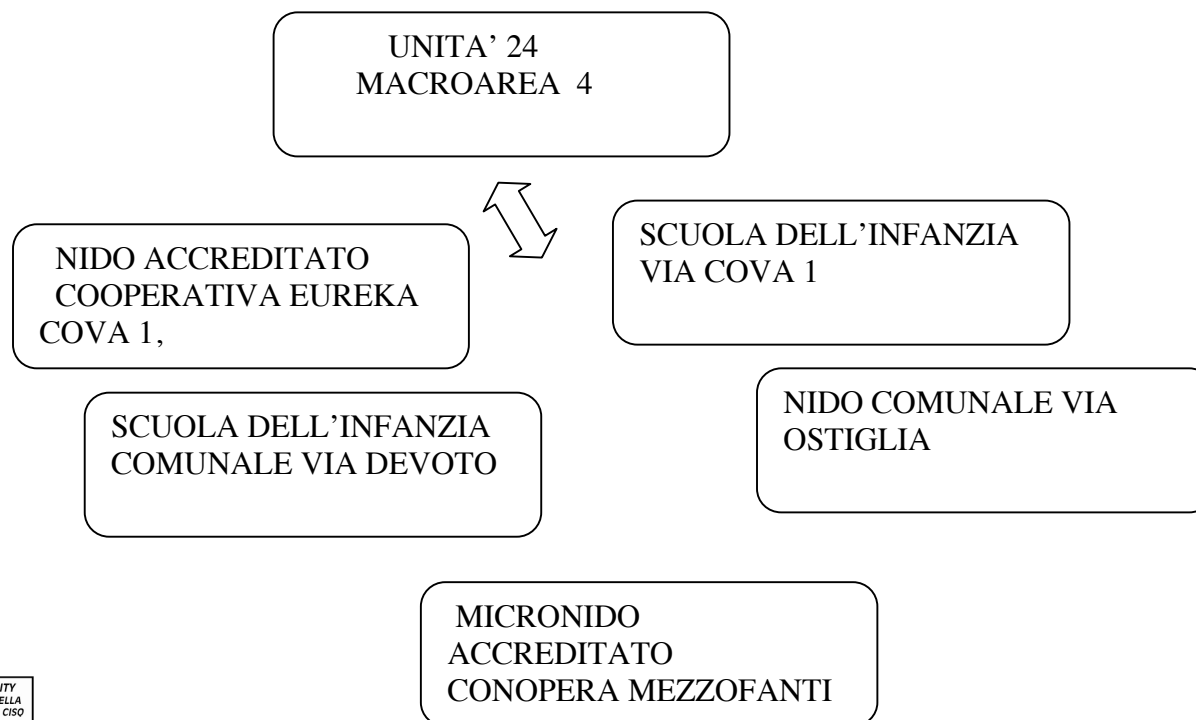 UNITA’ 24
MACROAREA 4
NIDO ACCREDITATO
COOPERATIVA EUREKA
COVA 1,
SCUOLA DELL’INFANZIA
VIA COVA 1
SCUOLA DELL’INFANZIA
COMUNALE VIA DEVOTO
NIDO COMUNALE VIA
OSTIGLIA
MICRONIDO
ACCREDITATO
CONOPERA MEZZOFANTI
CISQ